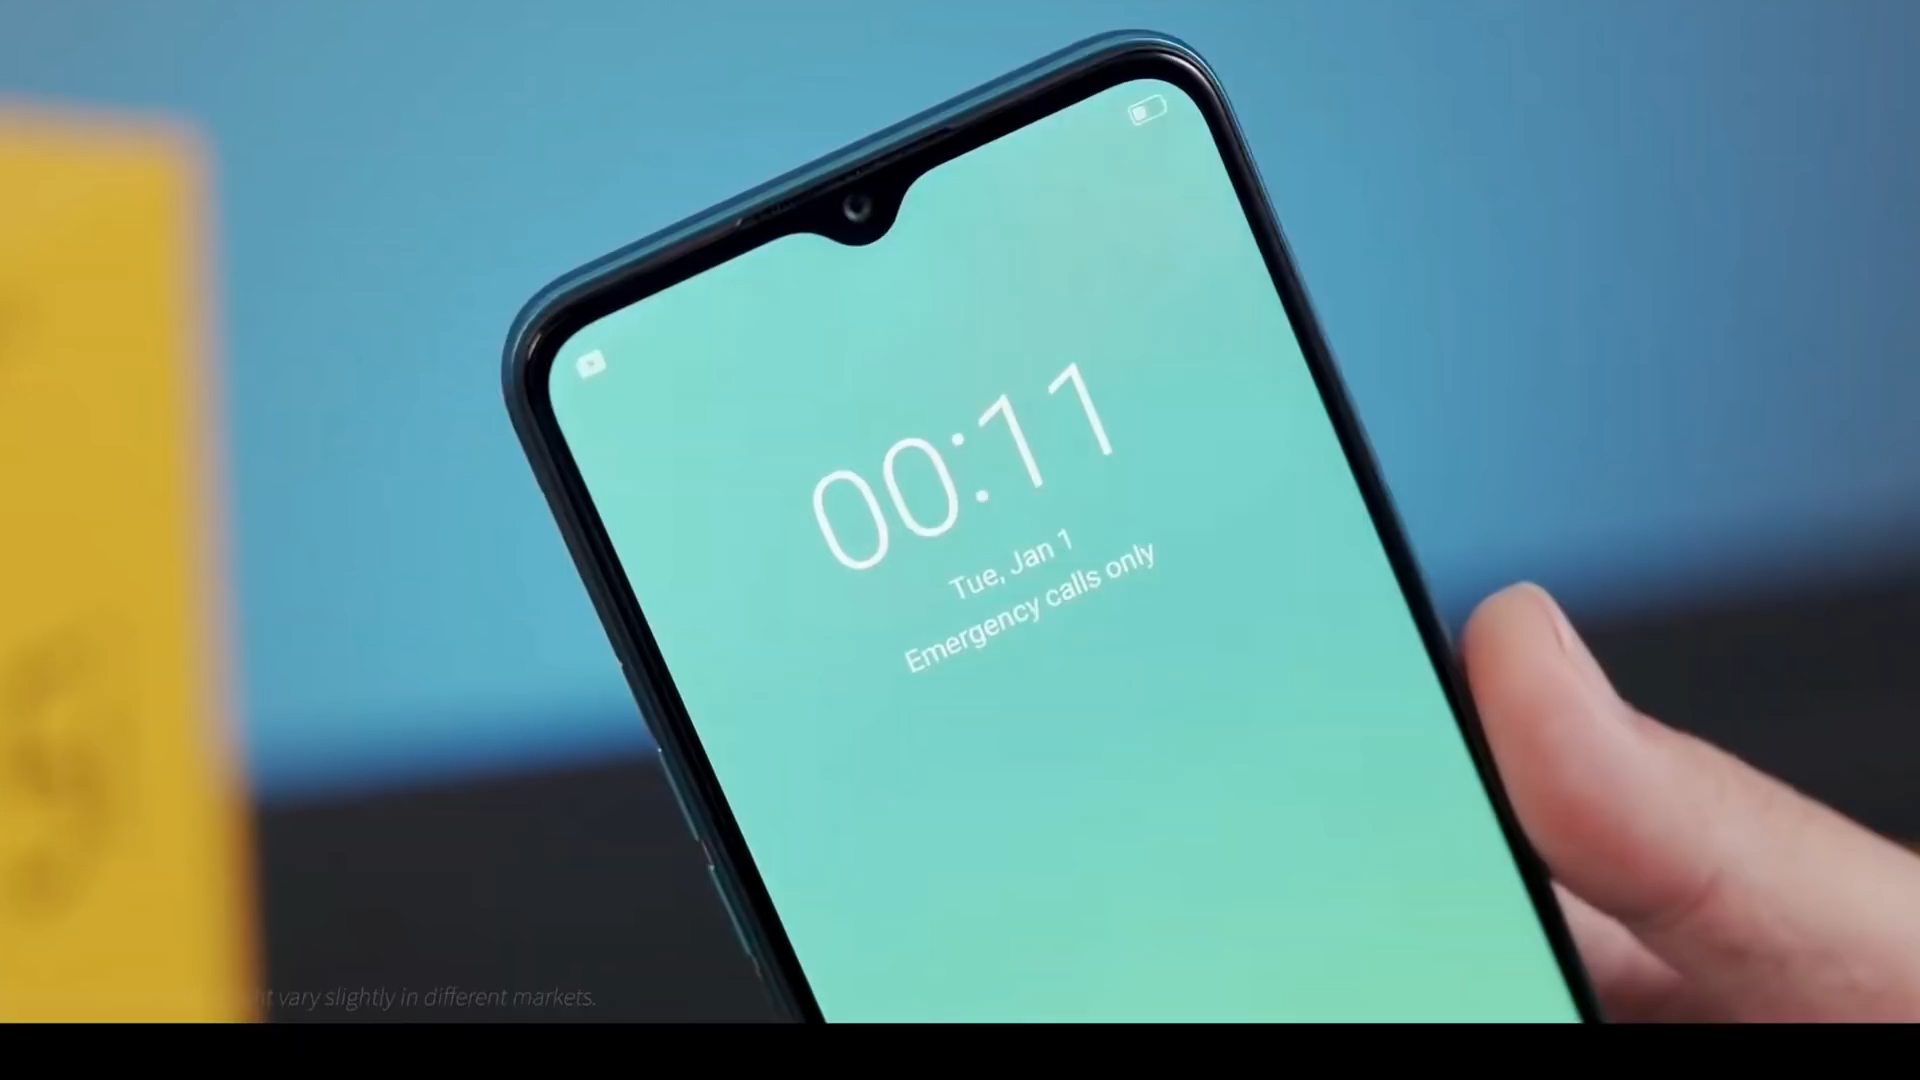 00:11
Tue, Jan 1
Emergency calls only
vary slightly in different markets.